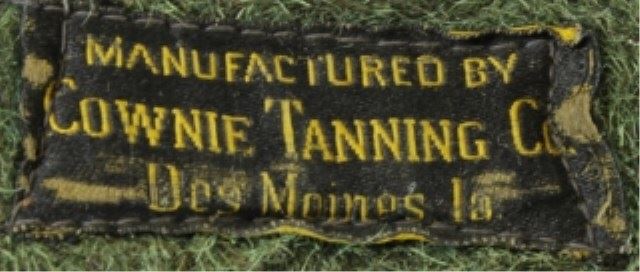 MANUFACTURED BY
COWNIE TANNING CO.
Des Moines Ia.